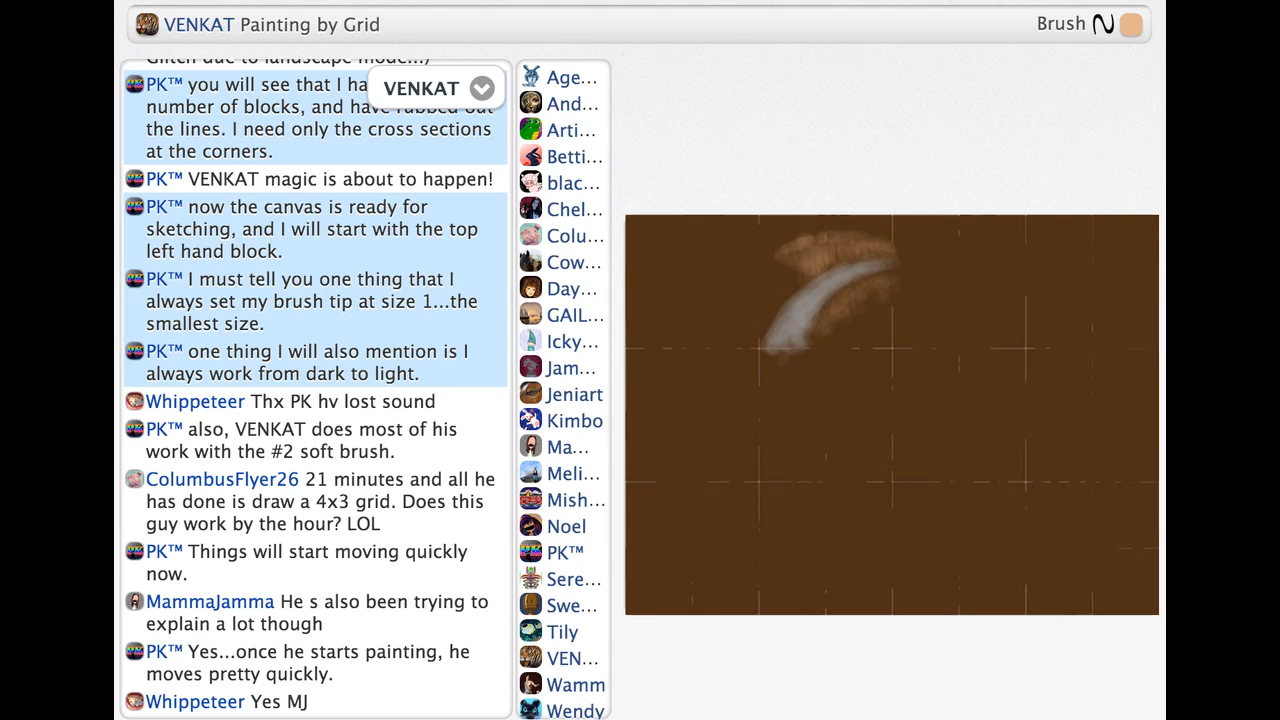 VENKAT Painting by Grid
Brush
Glitch due to landscape mode...)
VENKAT
PK™ you will see that I ha
number of blocks, and have rubbed out
the lines. I need only the cross sections
at the corners.
PK™ VENKAT magic is about to happen!
PK™ now the canvas is ready for
sketching, and I will start with the top
left hand block.
PK™ I must tell you one thing that I
always set my brush tip at size 1...the
smallest size.
PK™ one thing I will also mention is I
always work from dark to light.
Whippeteer Thx PK hv lost sound
PK™ also, VENKAT does most of his
work with the #2 soft brush.
ColumbusFlyer26 21 minutes and all he
has done is draw a 4x3 grid. Does this
guy work by the hour? LOL
PK™ Things will start moving quickly
now.
MammaJamma He s also been trying to
explain a lot though
PK™ Yes...once he starts painting, he
moves pretty quickly.
Whippeteer Yes MJ
Age...
And...
Arti...
Betti...
blac...
Chel...
Colu...
Cow...
Day...
GAIL...
Icky...
Jam...
Jeniart
Kimbo
Ma...
Meli...
Mish...
Noel
PK™
Sere...
Swe...
Tily
VEN...
Wamm
Wendy